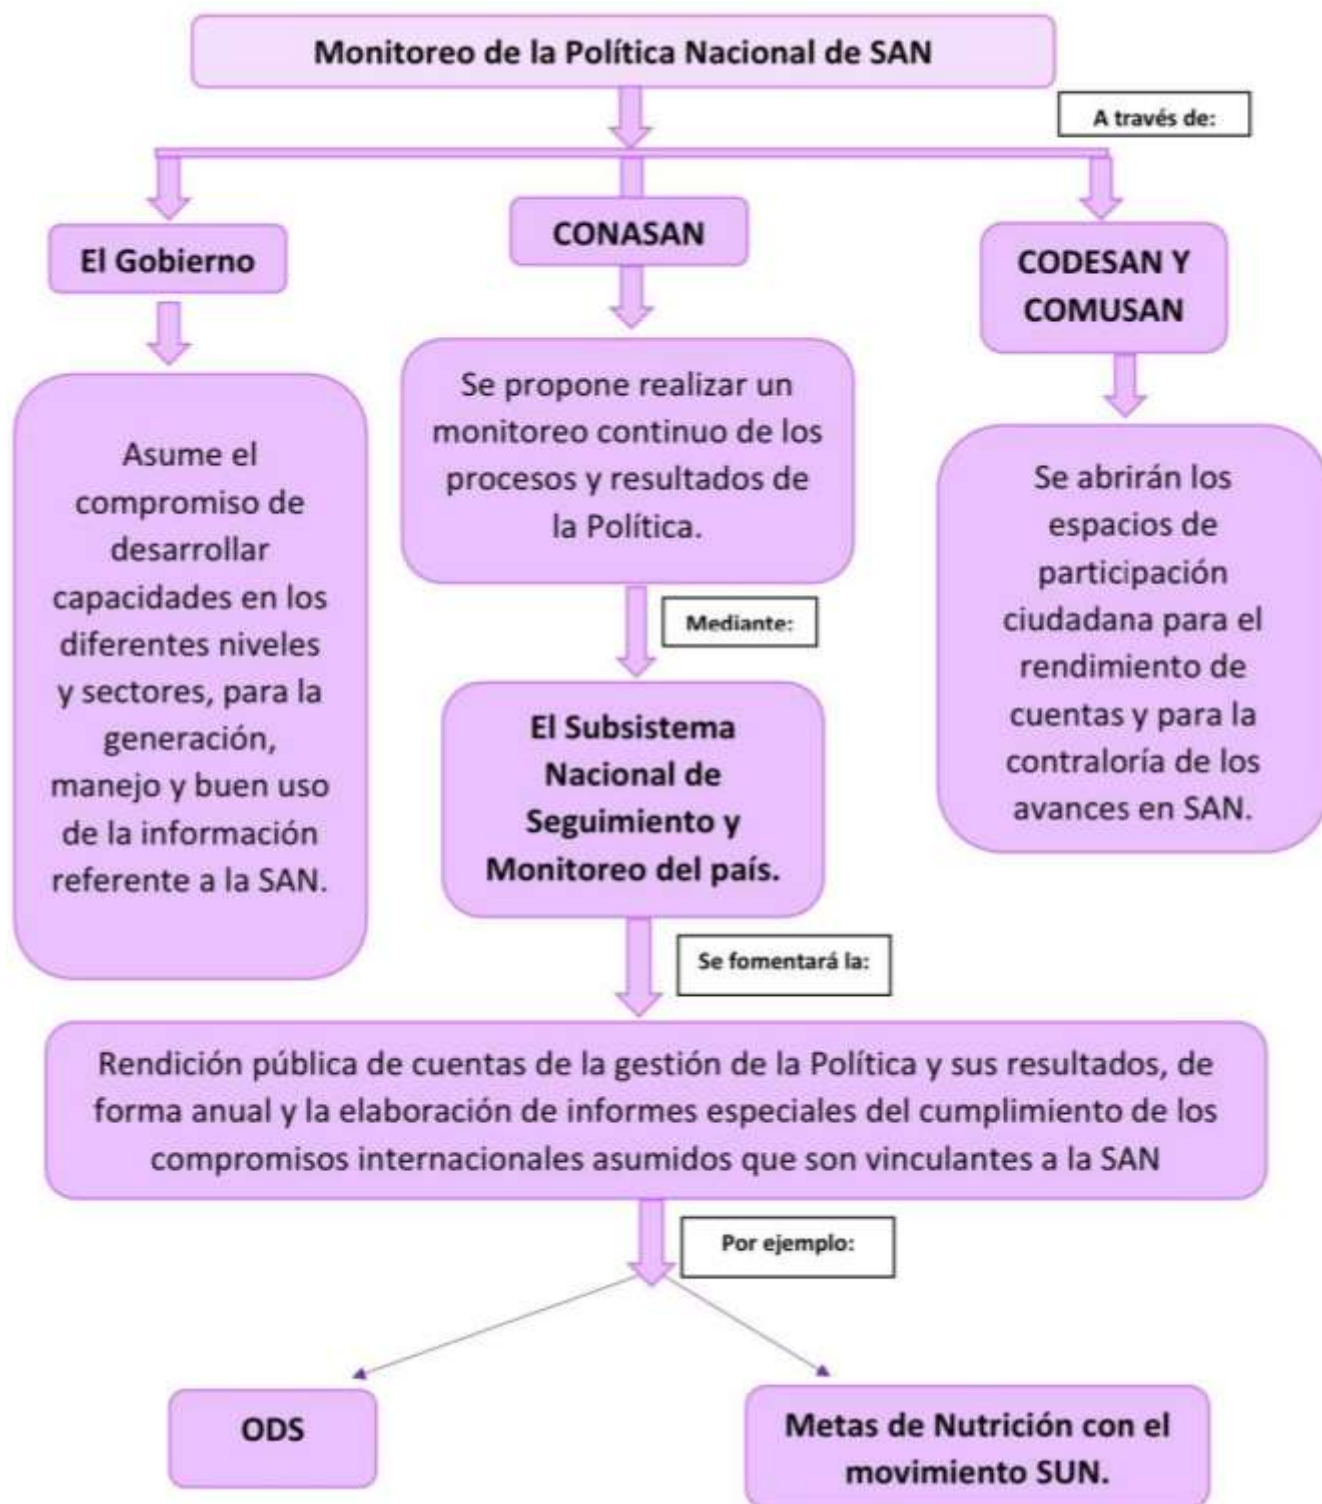 Monitoreo de la Política Nacional de SAN
A través de:
El Gobierno
Asume el
compromiso de
desarrollar
capacidades en los
diferentes niveles
y sectores, para la
generación,
manejo y buen uso
de la información
referente a la SAN.
CONASAN
Se propone realizar un
monitoreo continuo de los
procesos y resultados de
la Política.
Mediante:
El Subsistema
Nacional de
Seguimiento y
Monitoreo del país.
CODESAN Y
COMUSAN
Se abrirán los
espacios de
participación
ciudadana para el
rendimiento de
cuentas y para la
contraloría de los
avances en SAN.
Se fomentará la:
Rendición pública de cuentas de la gestión de la Política y sus resultados, de
forma anual y la elaboración de informes especiales del cumplimiento de los
compromisos internacionales asumidos que son vinculantes a la SAN
Por ejemplo:
ODS
Metas de Nutrición con el
movimiento SUN.